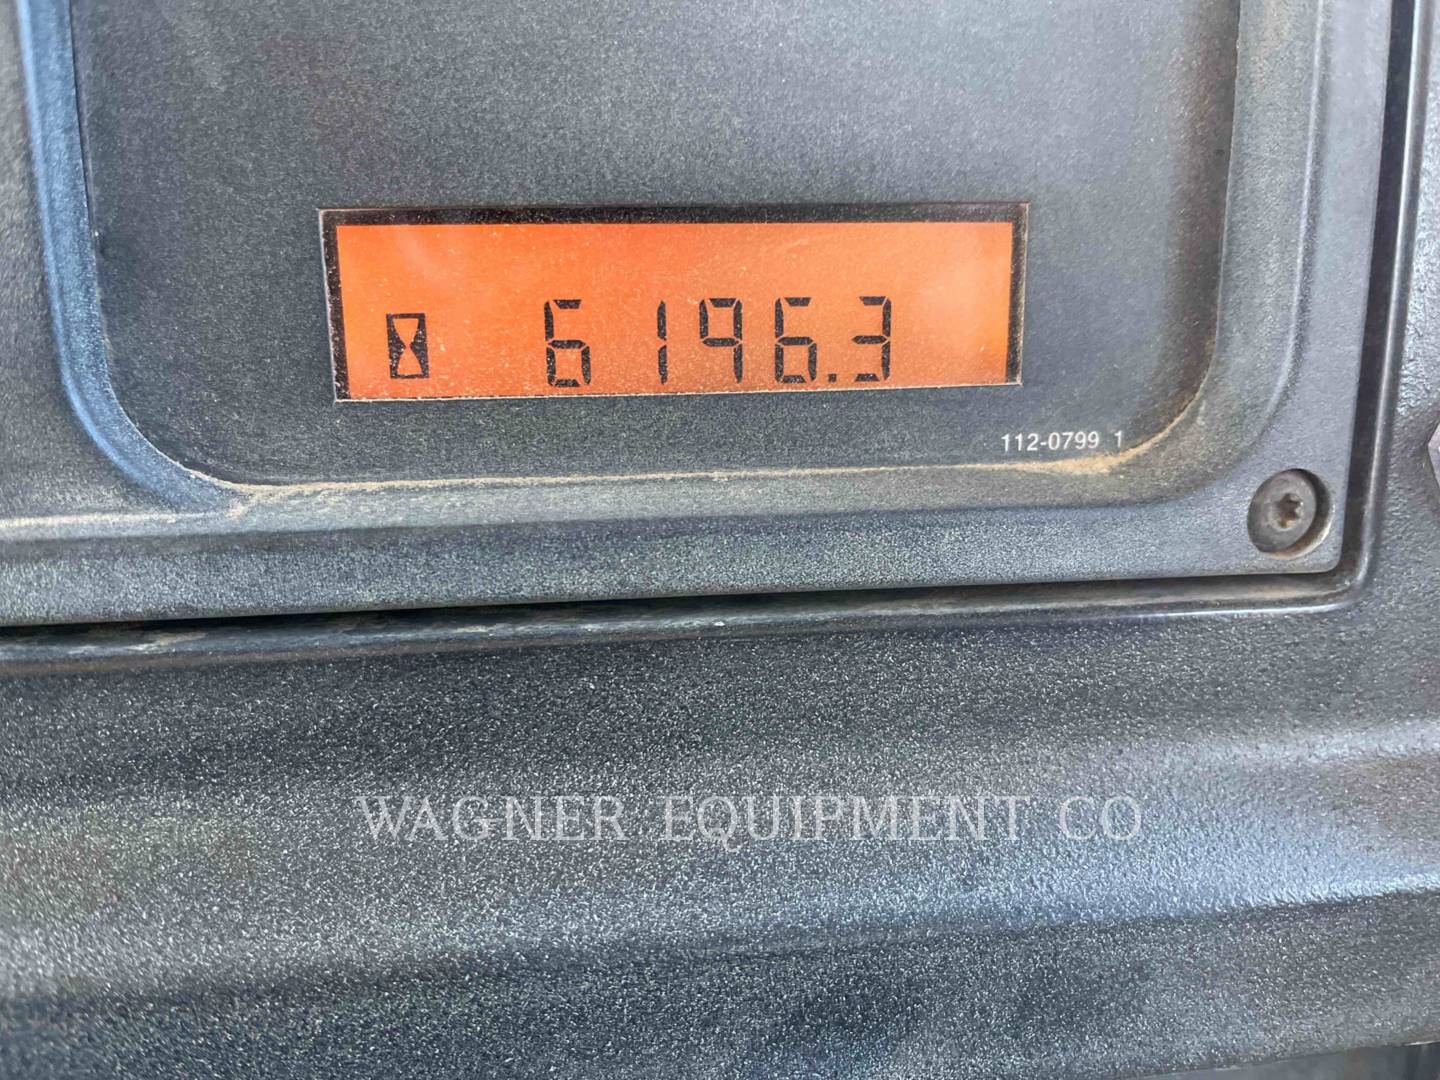 6196.3
112-0799 1
WAGNER EQUIPMENT CO